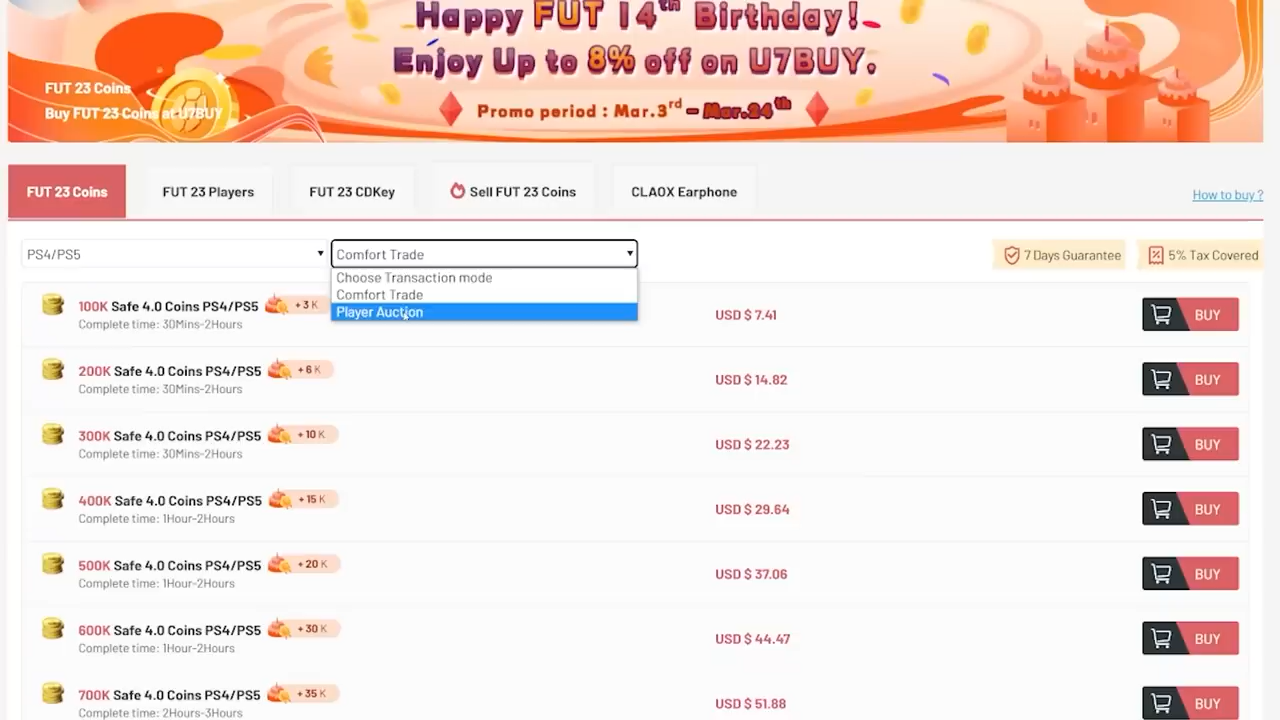 Happy FUT 14th Birthday!
Enjoy Up to 8% off on U7BUY.
FUT 23 Coins
Buy FUT 23 Coins at U7BUY
Promo period : Mar.3rd – Mar.24th
FUT 23 Coins
FUT 23 Players
FUT 23 CDKey
Sell FUT 23 Coins
CLAOX Earphone
How to buy ?
PS4/PS5
Comfort Trade
7 Days Guarantee
5% Tax Covered
Choose Transaction mode
Comfort Trade
Player Auction
100K Safe 4.0 Coins PS4/PS5 + 3 K
Complete time: 30Mins-2Hours
USD $ 7.41
BUY
200K Safe 4.0 Coins PS4/PS5 + 6 K
Complete time: 30Mins-2Hours
USD $ 14.82
BUY
300K Safe 4.0 Coins PS4/PS5 + 10 K
Complete time: 30Mins-2Hours
USD $ 22.23
BUY
400K Safe 4.0 Coins PS4/PS5 + 15 K
Complete time: 1Hour-2Hours
USD $ 29.64
BUY
500K Safe 4.0 Coins PS4/PS5 + 20 K
Complete time: 1Hour-2Hours
USD $ 37.06
BUY
600K Safe 4.0 Coins PS4/PS5 + 30 K
Complete time: 1Hour-2Hours
USD $ 44.47
BUY
700K Safe 4.0 Coins PS4/PS5 + 35 K
Complete time: 2Hours-3Hours
USD $ 51.88
BUY